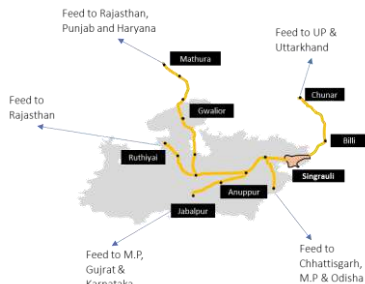 Feed to Rajasthan,
Punjab and Haryana
Feed to UP &
Uttarkhand
Mathura
Chunar
Feed to
Rajasthan
Gwalior
Billi
Ruthiyai
Singrauli
Anuppur
Jabalpur
Feed to M.P,
Gujrat &
Karnataka
Feed to
Chhattisgarh,
M.P & Odisha